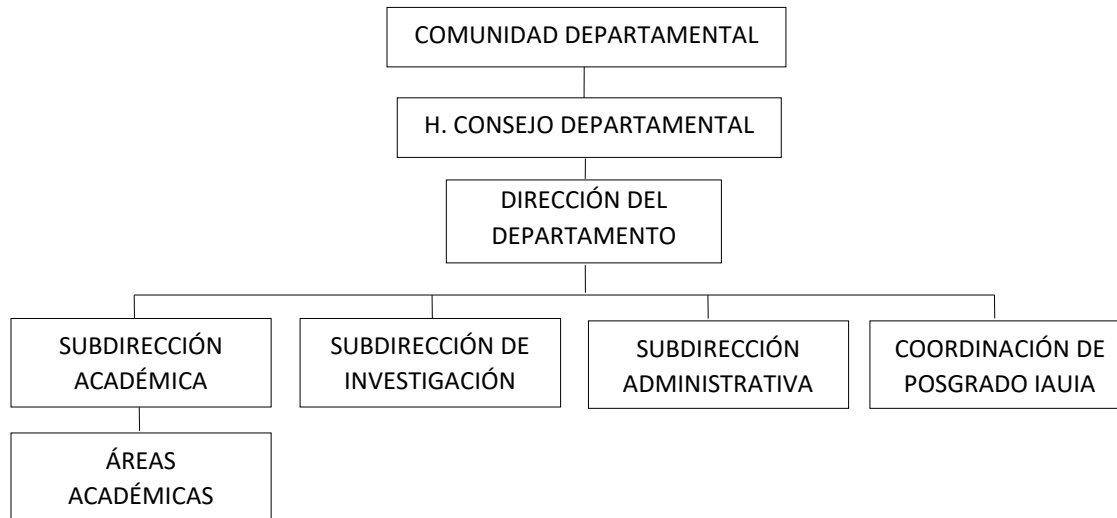 COMUNIDAD DEPARTAMENTAL
H. CONSEJO DEPARTAMENTAL
DIRECCIÓN DEL
DEPARTAMENTO
SUBDIRECCIÓN
ACADÉMICA
SUBDIRECCIÓN DE
INVESTIGACIÓN
SUBDIRECCIÓN
ADMINISTRATIVA
COORDINACIÓN DE
POSGRADO IAUIA
ÁREAS
ACADÉMICAS